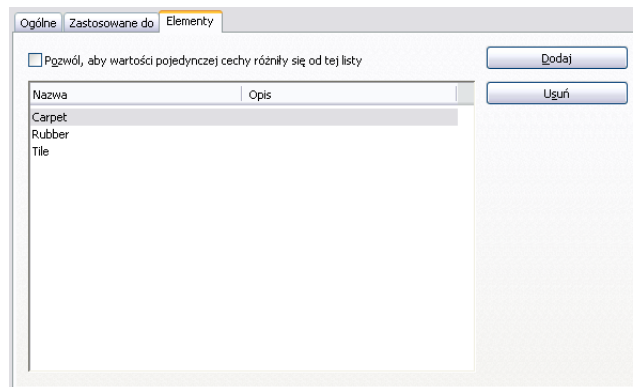 Ogólne Zastosowane do Elementy
Pozwól, aby wartości pojedynczej cechy różniły się od tej listy
Dodaj
Usuń
Nazwa Opis
Carpet
Rubber
Tile